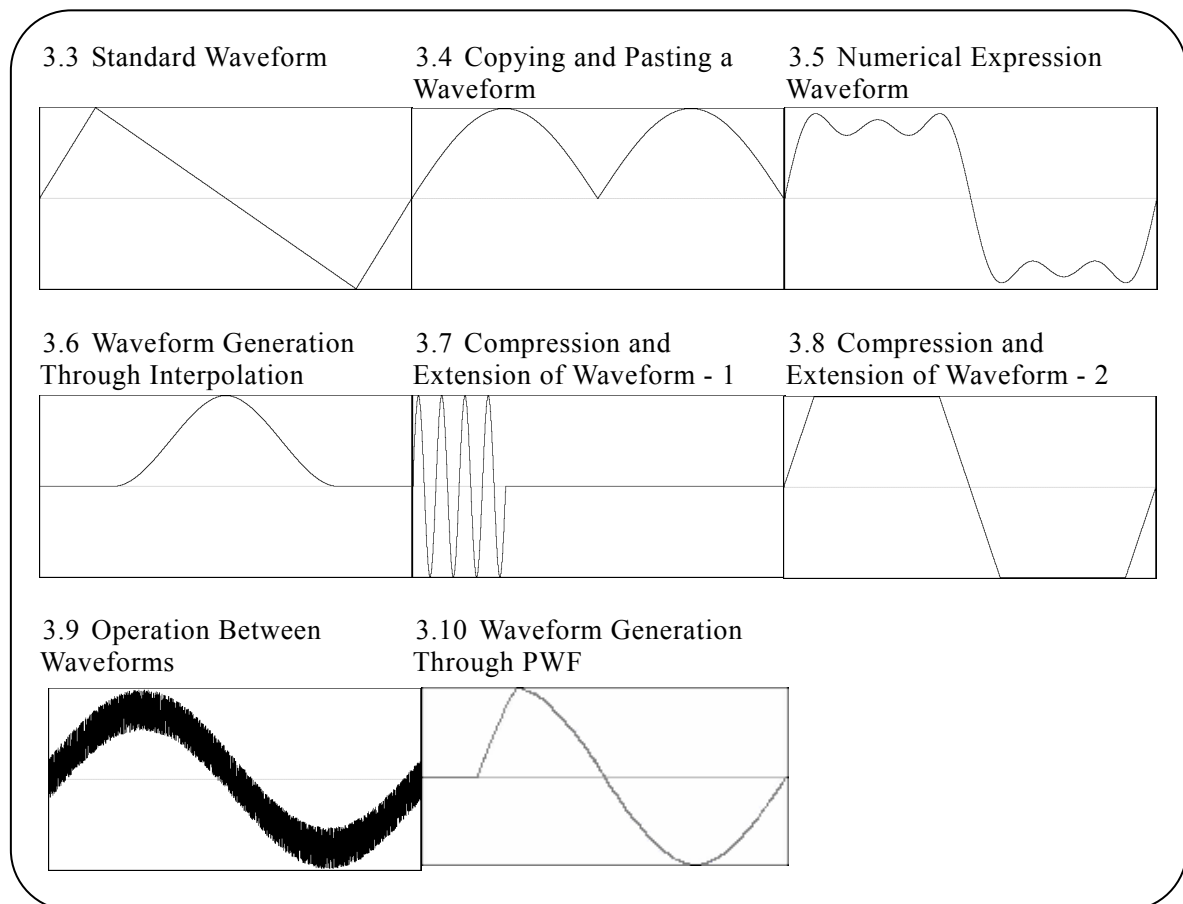 3.3 Standard Waveform
3.4 Copying and Pasting a
Waveform
3.5 Numerical Expression
Waveform
3.6 Waveform Generation
Through Interpolation
3.7 Compression and
Extension of Waveform - 1
3.8 Compression and
Extension of Waveform - 2
3.9 Operation Between
Waveforms
3.10 Waveform Generation
Through PWF